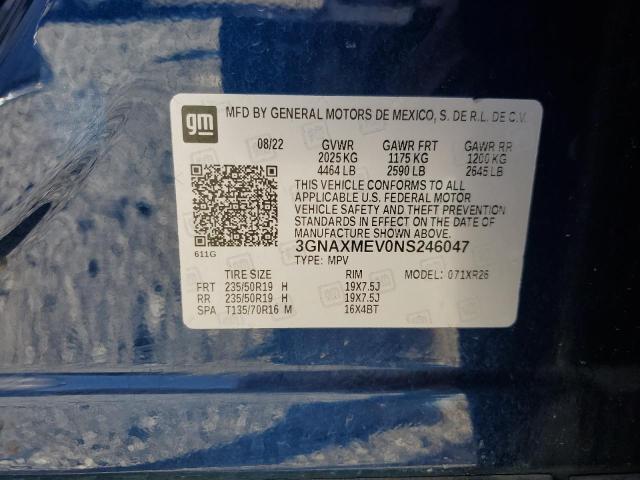 gm MFD BY GENERAL MOTORS DE MEXICO, S. DE R.L. DE C.V.
08/22 GVWR GAWR FRT GAWR RR
2025 KG 1175 KG 1200 KG
4464 LB 2590 LB 2645 LB
THIS VEHICLE CONFORMS TO ALL
APPLICABLE U.S. FEDERAL MOTOR
VEHICLE SAFETY AND THEFT PREVENTION
STANDARDS IN EFFECT ON THE DATE OF
MANUFACTURE SHOWN ABOVE.
3GNAXMEV0NS246047
611G TYPE: MPV
TIRE SIZE RIM MODEL: 071XR26
FRT 235/50R19 H 19X7.5J
RR 235/50R19 H 19X7.5J
SPA T135/70R16 M 16X4BT